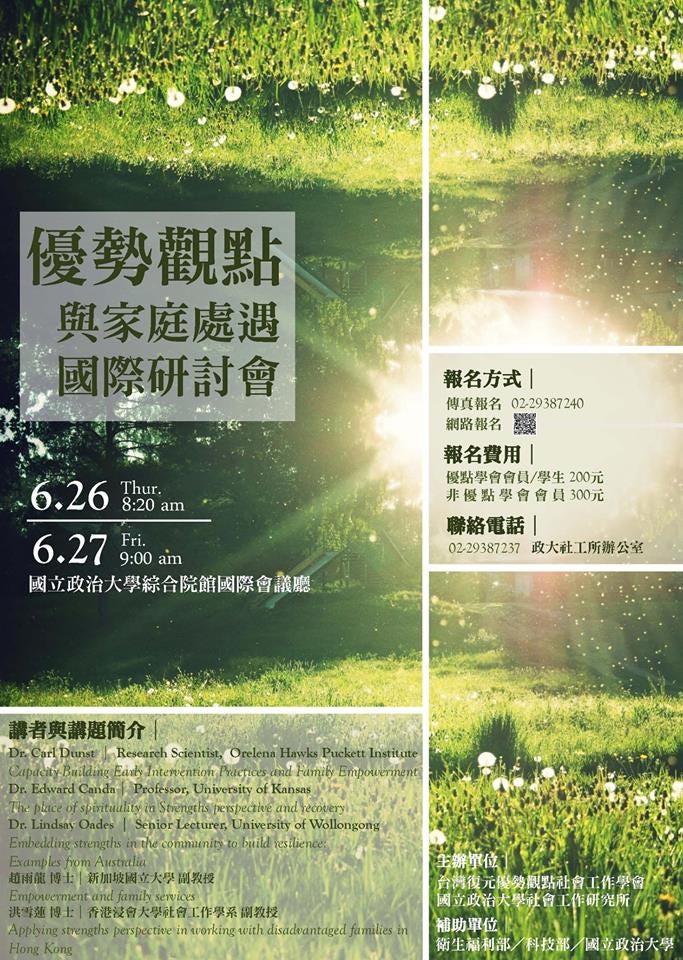 優勢觀點
與家庭處遇
國際研討會
6.26 Thur. 8:20 am
6.27 Fri. 9:00 am
國立政治大學綜合院館國際會議廳
報名方式|
傳真報名 02-29387240
網路報名
報名費用|
優點學會會員/學生 200元
非優點學會會員 300元
聯絡電話|
02-29387237 政大社工所辦公室
講者與講題簡介|
Dr. Carl Dunst | Research Scientist, Orelena Hawks Puckett Institute
Capacity-Building Early Intervention Practices and Family Empowerment
Dr. Edward Canda | Professor, University of Kansas
The place of spirituality in Strengths perspective and recovery
Dr. Lindsay Oades | Senior Lecturer, University of Wollongong
Embedding strengths in the community to build resilience:
Examples from Australia
趙雨龍 博士|新加坡國立大學 副教授
Empowerment and family services
洪雪蓮 博士|香港浸會大學社會工作學系 副教授
Applying strengths perspective in working with disadvantaged families in
Hong Kong
主辦單位|
台灣復元優勢觀點社會工作學會
國立政治大學社會工作研究所
補助單位|
衛生福利部/科技部/國立政治大學